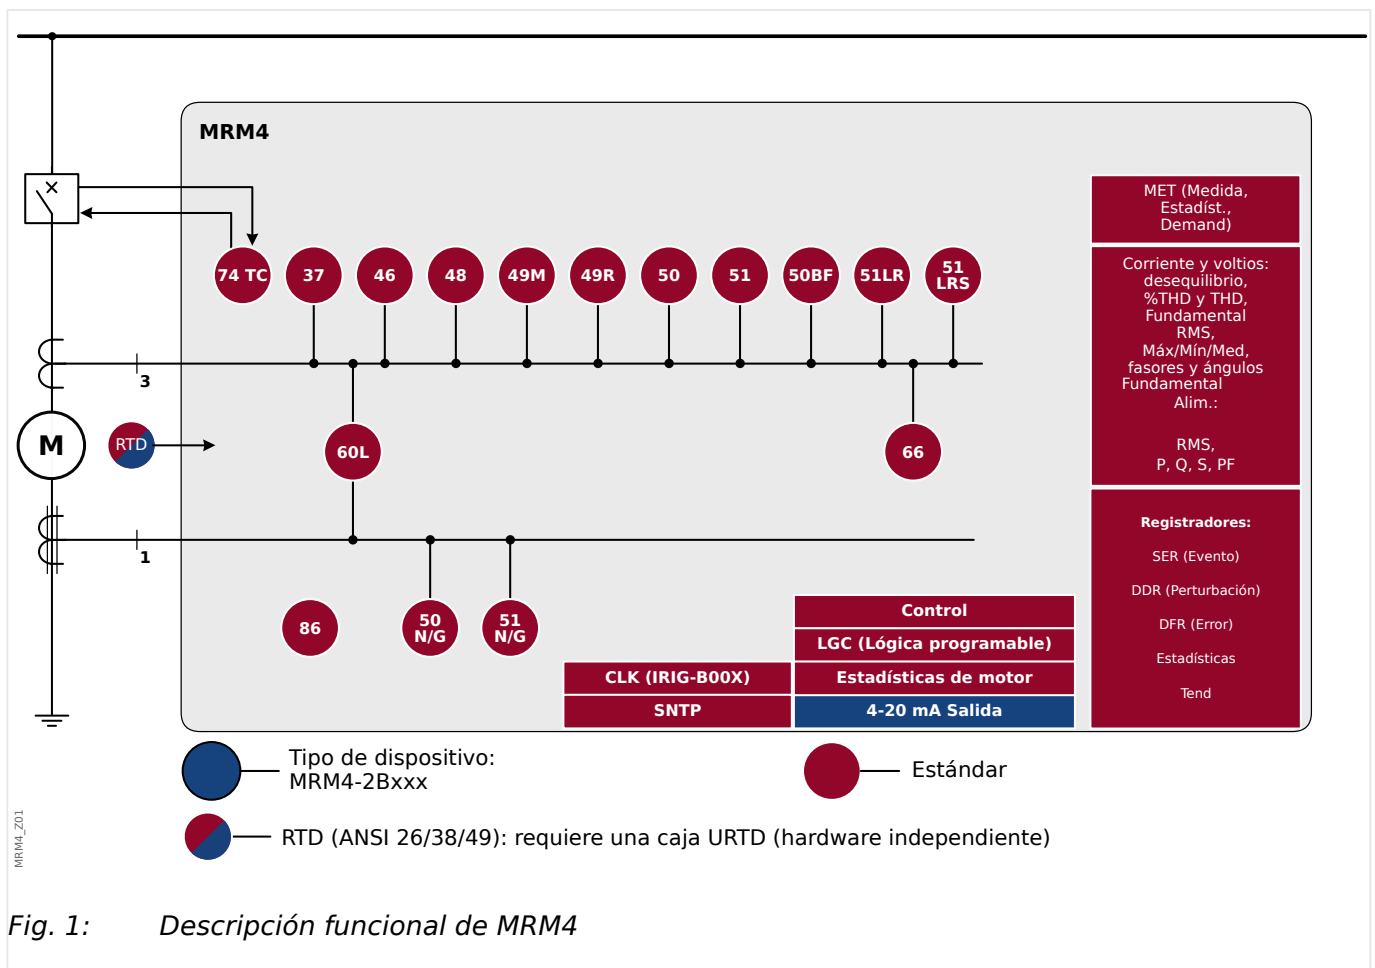 MRM4
MET (Medida,
Estadíst.,
Demand)
74 TC
37
46
48
49M
49R
50
51
50BF
51LR
51
LRS
Corriente y voltios:
desequilibrio,
%THD y THD,
Fundamental
RMS,
Máx/Mín/Med,
fasores y ángulos
Fundamental
Alim.:
RMS,
P, Q, S, PF
3
M
RTD
60L
66
1
Registradores:
SER (Evento)
DDR (Perturbación)
DFR (Error)
Estadísticas
Tend
86
50
N/G
51
N/G
Control
LGC (Lógica programable)
CLK (IRIG-B00X)
Estadísticas de motor
SNTP
4-20 mA Salida
Tipo de dispositivo:
MRM4-2Bxxx
Estándar
RTD (ANSI 26/38/49): requiere una caja URTD (hardware independiente)
MRM4_Z01
Fig. 1: Descripción funcional de MRM4